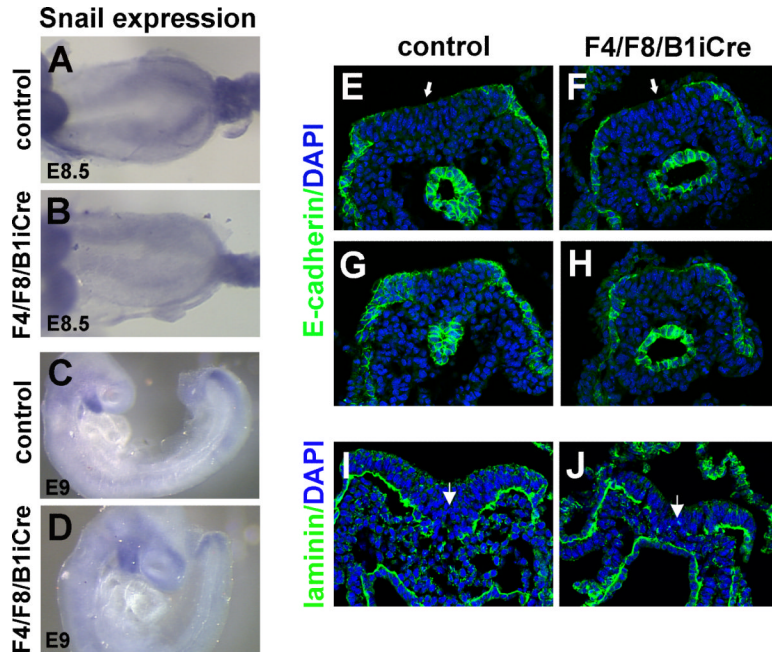 Snail expression
control
A
E8.5
F4/F8/B1iCre
B
E8.5
control
C
E9
F4/F8/B1iCre
D
E9
control
F4/F8/B1iCre
E-cadherin/DAPI
E
F
G
H
laminin/DAPI
I
J